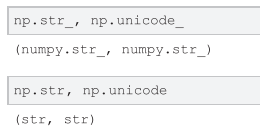 np.str_, np.unicode_
(numpy.str_, numpy.str_)
np.str, np.unicode
(str, str)